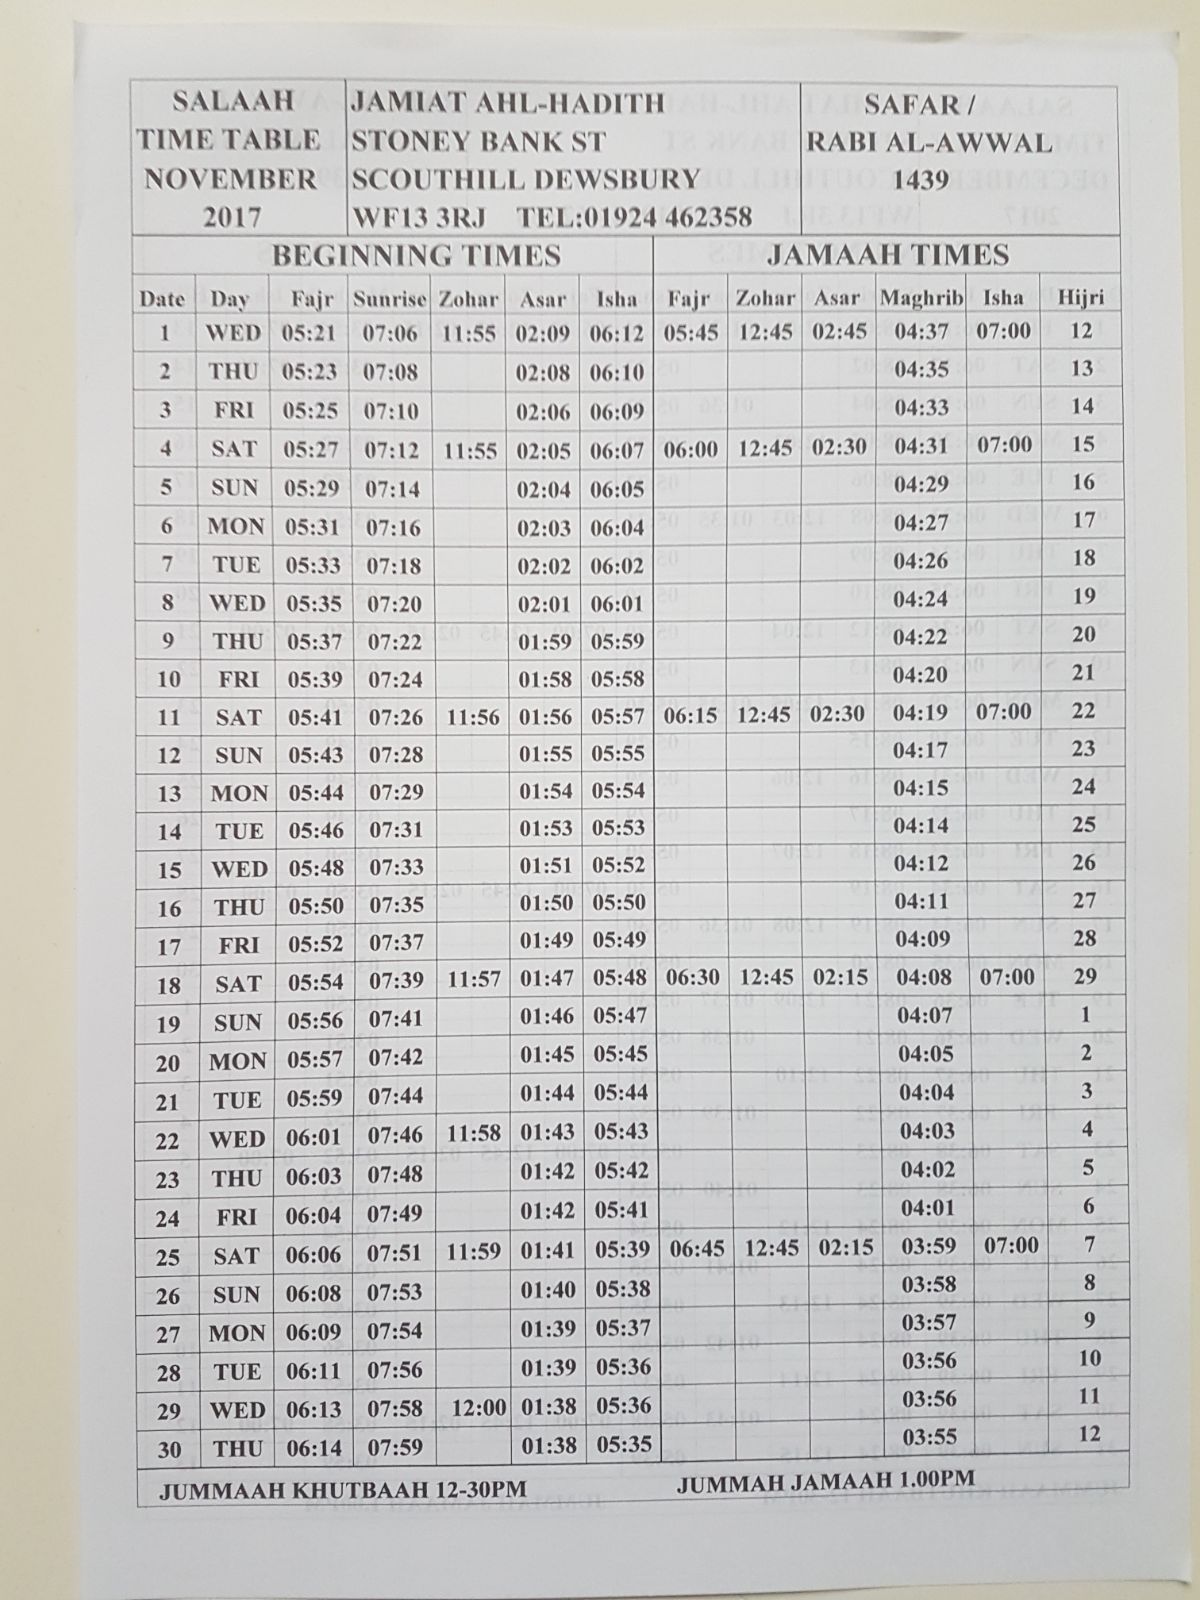 SALAAH
TIME TABLE
NOVEMBER
2017
JAMIAT AHL-HADITH
STONEY BANK ST
SCOUTHILL DEWSBURY
WF13 3RJ TEL:01924 462358
SAFAR /
RABI AL-AWWAL
1439
BEGINNING TIMES JAMAAH TIMES
Date Day Fajr Sunrise Zohar Asar Isha Fajr Zohar Asar Maghrib Isha Hijri
1 WED 05:21 07:06 11:55 02:09 06:12 05:45 12:45 02:45 04:37 07:00 12
2 THU 05:23 07:08 02:08 06:10 04:35 13
3 FRI 05:25 07:10 02:06 06:09 04:33 14
4 SAT 05:27 07:12 11:55 02:05 06:07 06:00 12:45 02:30 04:31 07:00 15
5 SUN 05:29 07:14 02:04 06:05 04:29 16
6 MON 05:31 07:16 02:03 06:04 04:27 17
7 TUE 05:33 07:18 02:02 06:02 04:26 18
8 WED 05:35 07:20 02:01 06:01 04:24 19
9 THU 05:37 07:22 01:59 05:59 04:22 20
10 FRI 05:39 07:24 01:58 05:58 04:20 21
11 SAT 05:41 07:26 11:56 01:56 05:57 06:15 12:45 02:30 04:19 07:00 22
12 SUN 05:43 07:28 01:55 05:55 04:17 23
13 MON 05:44 07:29 01:54 05:54 04:15 24
14 TUE 05:46 07:31 01:53 05:53 04:14 25
15 WED 05:48 07:33 01:51 05:52 04:12 26
16 THU 05:50 07:35 01:50 05:50 04:11 27
17 FRI 05:52 07:37 01:49 05:49 04:09 28
18 SAT 05:54 07:39 11:57 01:47 05:48 06:30 12:45 02:15 04:08 07:00 29
19 SUN 05:56 07:41 01:46 05:47 04:07 1
20 MON 05:57 07:42 01:45 05:45 04:05 2
21 TUE 05:59 07:44 01:44 05:44 04:04 3
22 WED 06:01 07:46 11:58 01:43 05:43 04:03 4
23 THU 06:03 07:48 01:42 05:42 04:02 5
24 FRI 06:04 07:49 01:42 05:41 04:01 6
25 SAT 06:06 07:51 11:59 01:41 05:39 06:45 12:45 02:15 03:59 07:00 7
26 SUN 06:08 07:53 01:40 05:38 03:58 8
27 MON 06:09 07:54 01:39 05:37 03:57 9
28 TUE 06:11 07:56 01:39 05:36 03:56 10
29 WED 06:13 07:58 12:00 01:38 05:36 03:56 11
30 THU 06:14 07:59 01:38 05:35 03:55 12
JUMMAAH KHUTBAAH 12-30PM JUMMAH JAMAAH 1.00PM